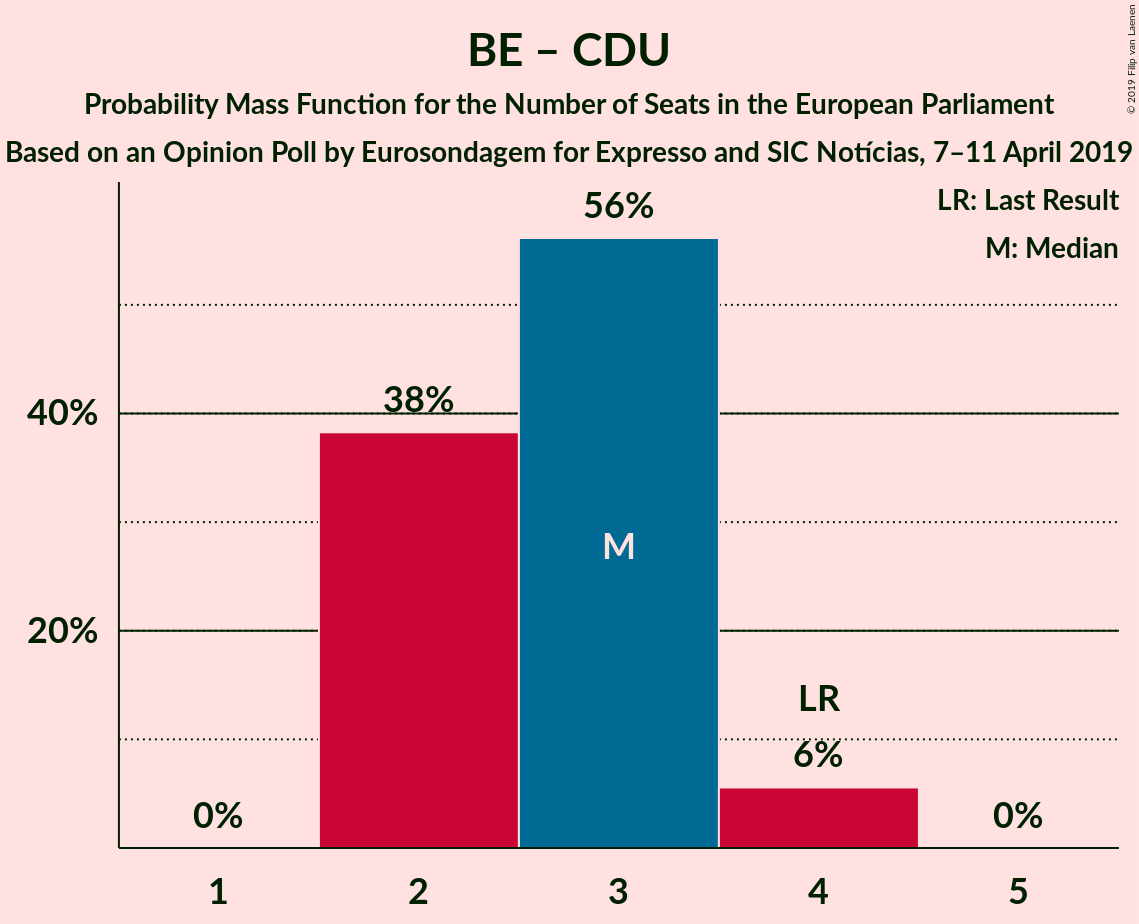 BE – CDU
Probability Mass Function for the Number of Seats in the European Parliament
Based on an Opinion Poll by Eurosondagem for Expresso and SIC Notícias, 7–11 April 2019
© 2019 Filip van Laenen
LR: Last Result
M: Median
56%
40%
38%
M
20%
LR
6%
0%
0%
1 2 3 4 5